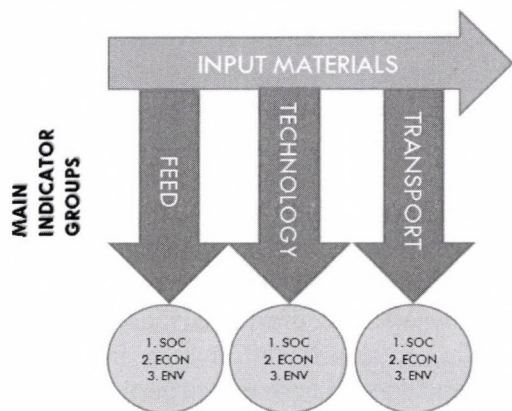 INPUT MATERIALS
MAIN
INDICATOR
GROUPS
FEED
TECHNOLOGY
TRANSPORT
1. SOC
2. ECON
3. ENV
1. SOC
2. ECON
3. ENV
1. SOC
2. ECON
3. ENV